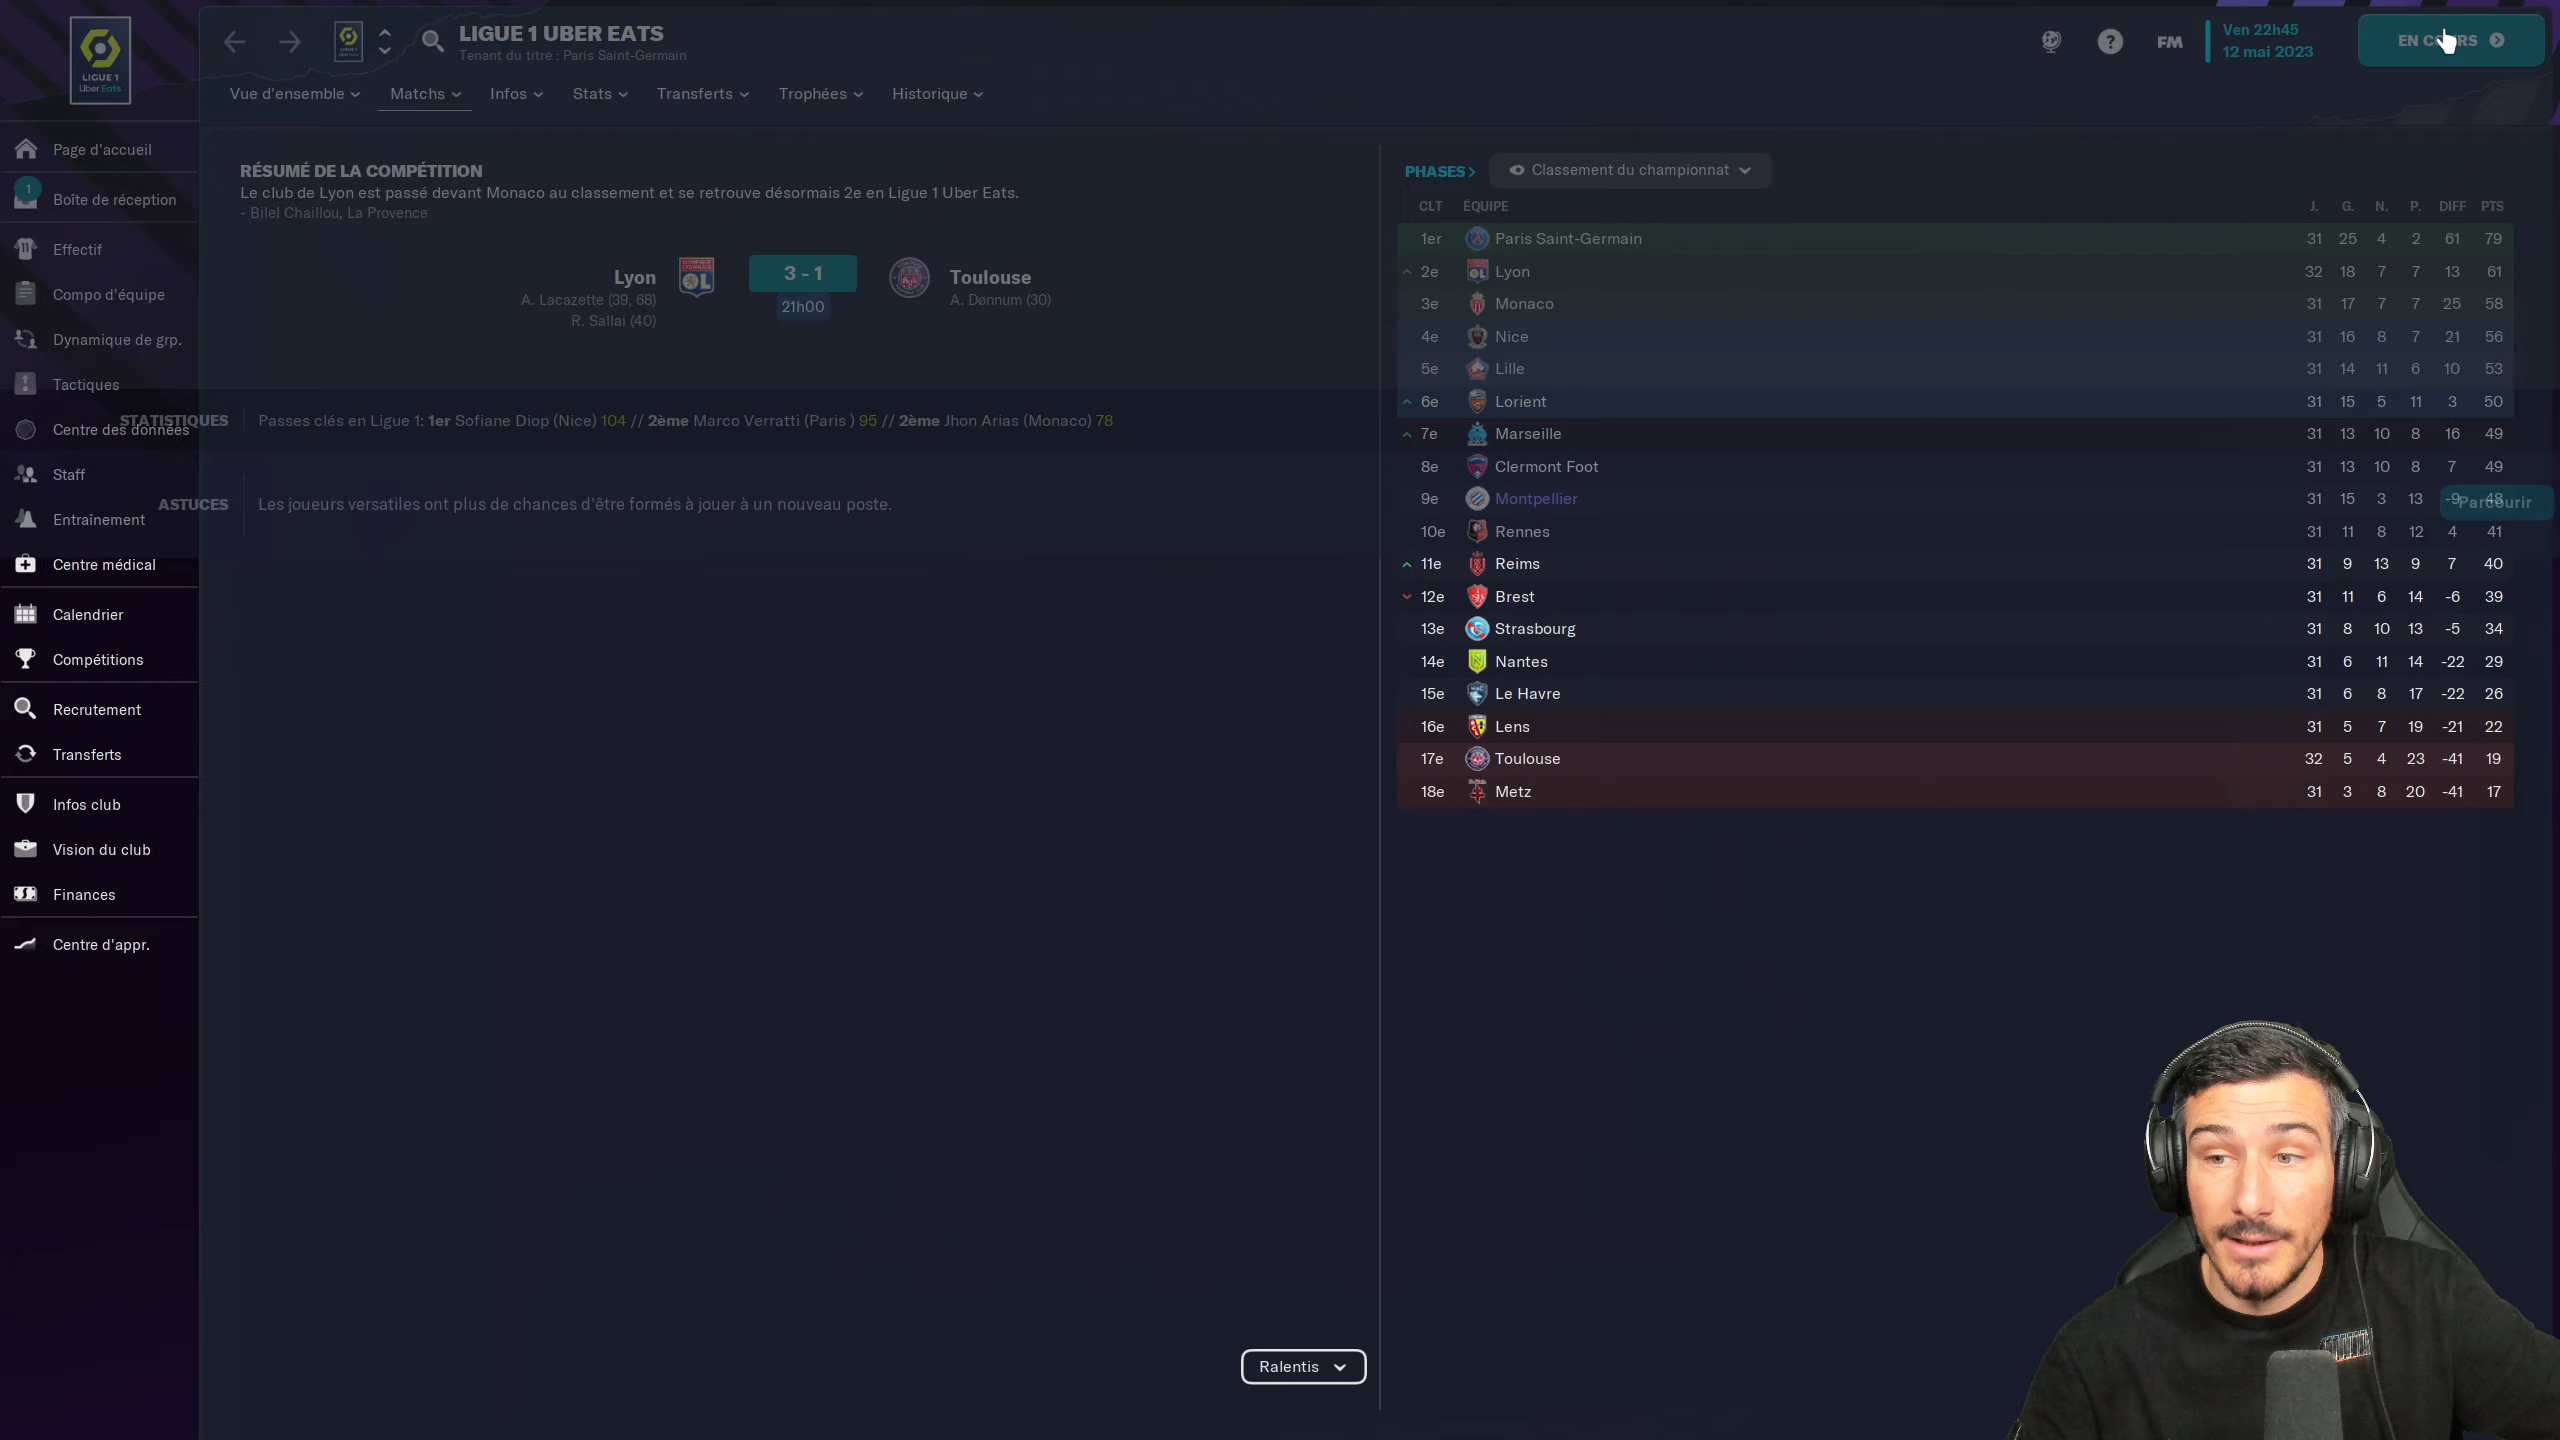 LIGUE 1
Uber Eats
LIGUE 1 UBER EATS
Tenant du titre : Paris Saint-Germain
FM
Ven 22h45
12 mai 2023
EN COURS
Vue d'ensemble
Matchs
Infos
Stats
Transferts
Trophées
Historique
Page d'accueil
1
Boîte de réception
Effectif
Compo d'équipe
Dynamique de grp.
Tactiques
Centre des données
Staff
Entraînement
Centre médical
Calendrier
Compétitions
Recrutement
Transferts
Infos club
Vision du club
Finances
Centre d'appr.
RÉSUMÉ DE LA COMPÉTITION
Le club de Lyon est passé devant Monaco au classement et se retrouve désormais 2e en Ligue 1 Uber Eats.
- Bilel Chaillou, La Provence
Lyon 3 - 1 Toulouse
A. Lacazette (39, 68) 21h00 A. Dønnum (30)
R. Sallai (40)
STATISTIQUES Passes clés en Ligue 1: 1er Sofiane Diop (Nice) 104 // 2ème Marco Verratti (Paris ) 95 // 2ème Jhon Arias (Monaco) 78
ASTUCES Les joueurs versatiles ont plus de chances d'être formés à jouer à un nouveau poste.
Parcourir
Ralentis
PHASES> Classement du championnat
CLT ÉQUIPE J. G. N. P. DIFF PTS
1er Paris Saint-Germain 31 25 4 2 61 79
2e Lyon 32 18 7 7 13 61
3e Monaco 31 17 7 7 25 58
4e Nice 31 16 8 7 21 56
5e Lille 31 14 11 6 10 53
6e Lorient 31 15 5 11 3 50
7e Marseille 31 13 10 8 16 49
8e Clermont Foot 31 13 10 8 7 49
9e Montpellier 31 15 3 13 -9 48
10e Rennes 31 11 8 12 4 41
11e Reims 31 9 13 9 7 40
12e Brest 31 11 6 14 -6 39
13e Strasbourg 31 8 10 13 -5 34
14e Nantes 31 6 11 14 -22 29
15e Le Havre 31 6 8 17 -22 26
16e Lens 31 5 7 19 -21 22
17e Toulouse 32 5 4 23 -41 19
18e Metz 31 3 8 20 -41 17